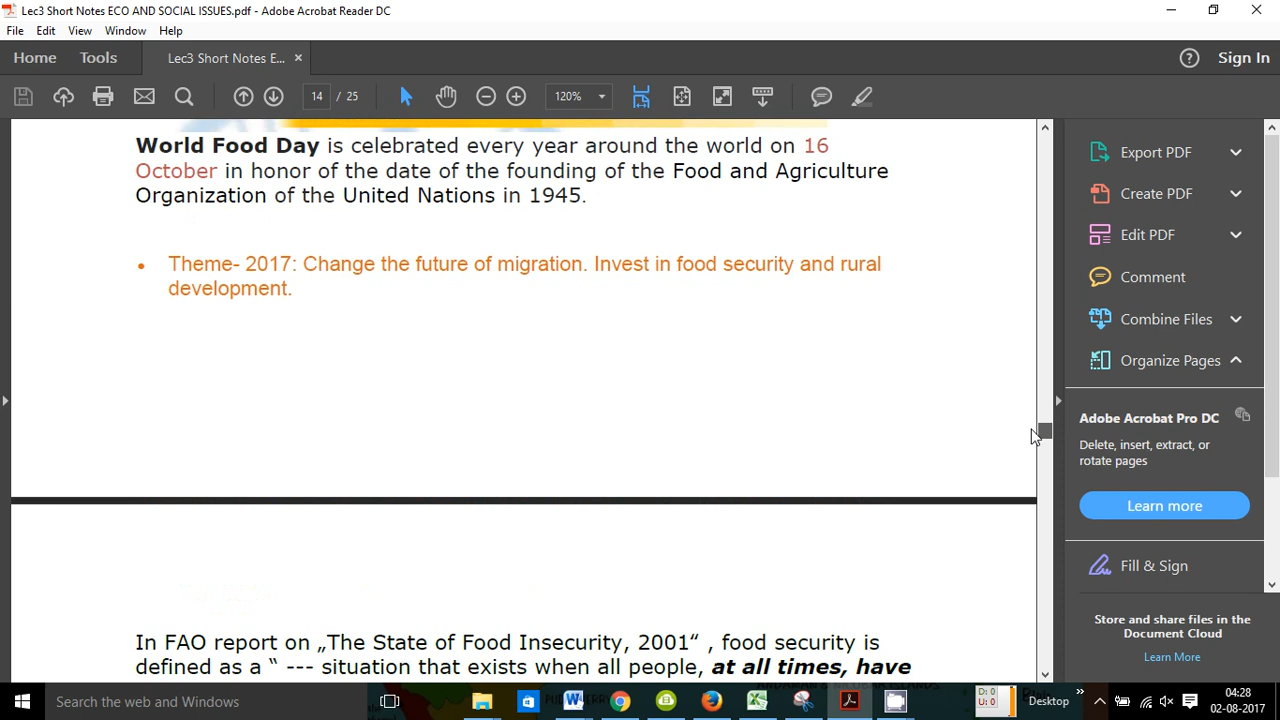 Lec3 Short Notes ECO AND SOCIAL ISSUES.pdf - Adobe Acrobat Reader DC
File Edit View Window Help
Home Tools Lec3 Short Notes E... × ? Sign In
14 / 25 120%
World Food Day is celebrated every year around the world on 16
October in honor of the date of the founding of the Food and Agriculture
Organization of the United Nations in 1945.
• Theme- 2017: Change the future of migration. Invest in food security and rural
development.
In FAO report on „The State of Food Insecurity, 2001“ , food security is
defined as a “ --- situation that exists when all people, at all times, have
Export PDF
Create PDF
Edit PDF
Comment
Combine Files
Organize Pages
Adobe Acrobat Pro DC
Delete, insert, extract, or
rotate pages
Learn more
Fill & Sign
Store and share files in the
Document Cloud
Learn More
Search the web and Windows
D: 0
U: 0
Desktop
04:28
02-08-2017